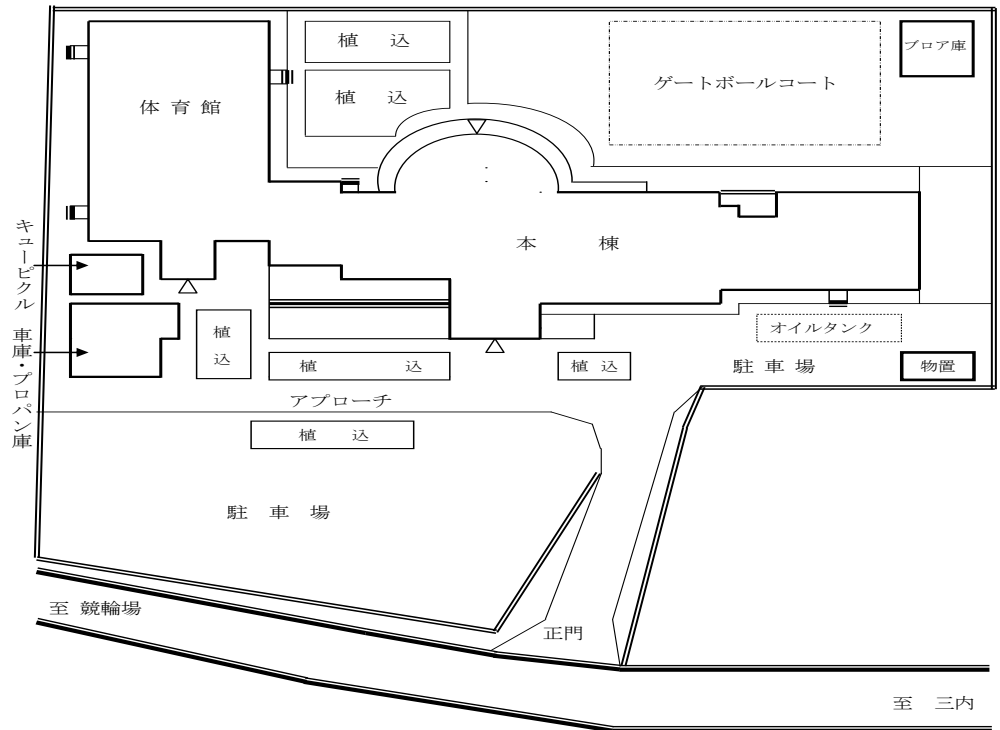 植　込
ブロア庫
植　込
ゲートボールコート
体 育 館
本　棟
キュービクル
車庫・プロパン庫
植込
オイルタンク
植　込
植 込
駐 車 場
物置
アプローチ
植　込
駐 車 場
至 競輪場
正門
至　三内